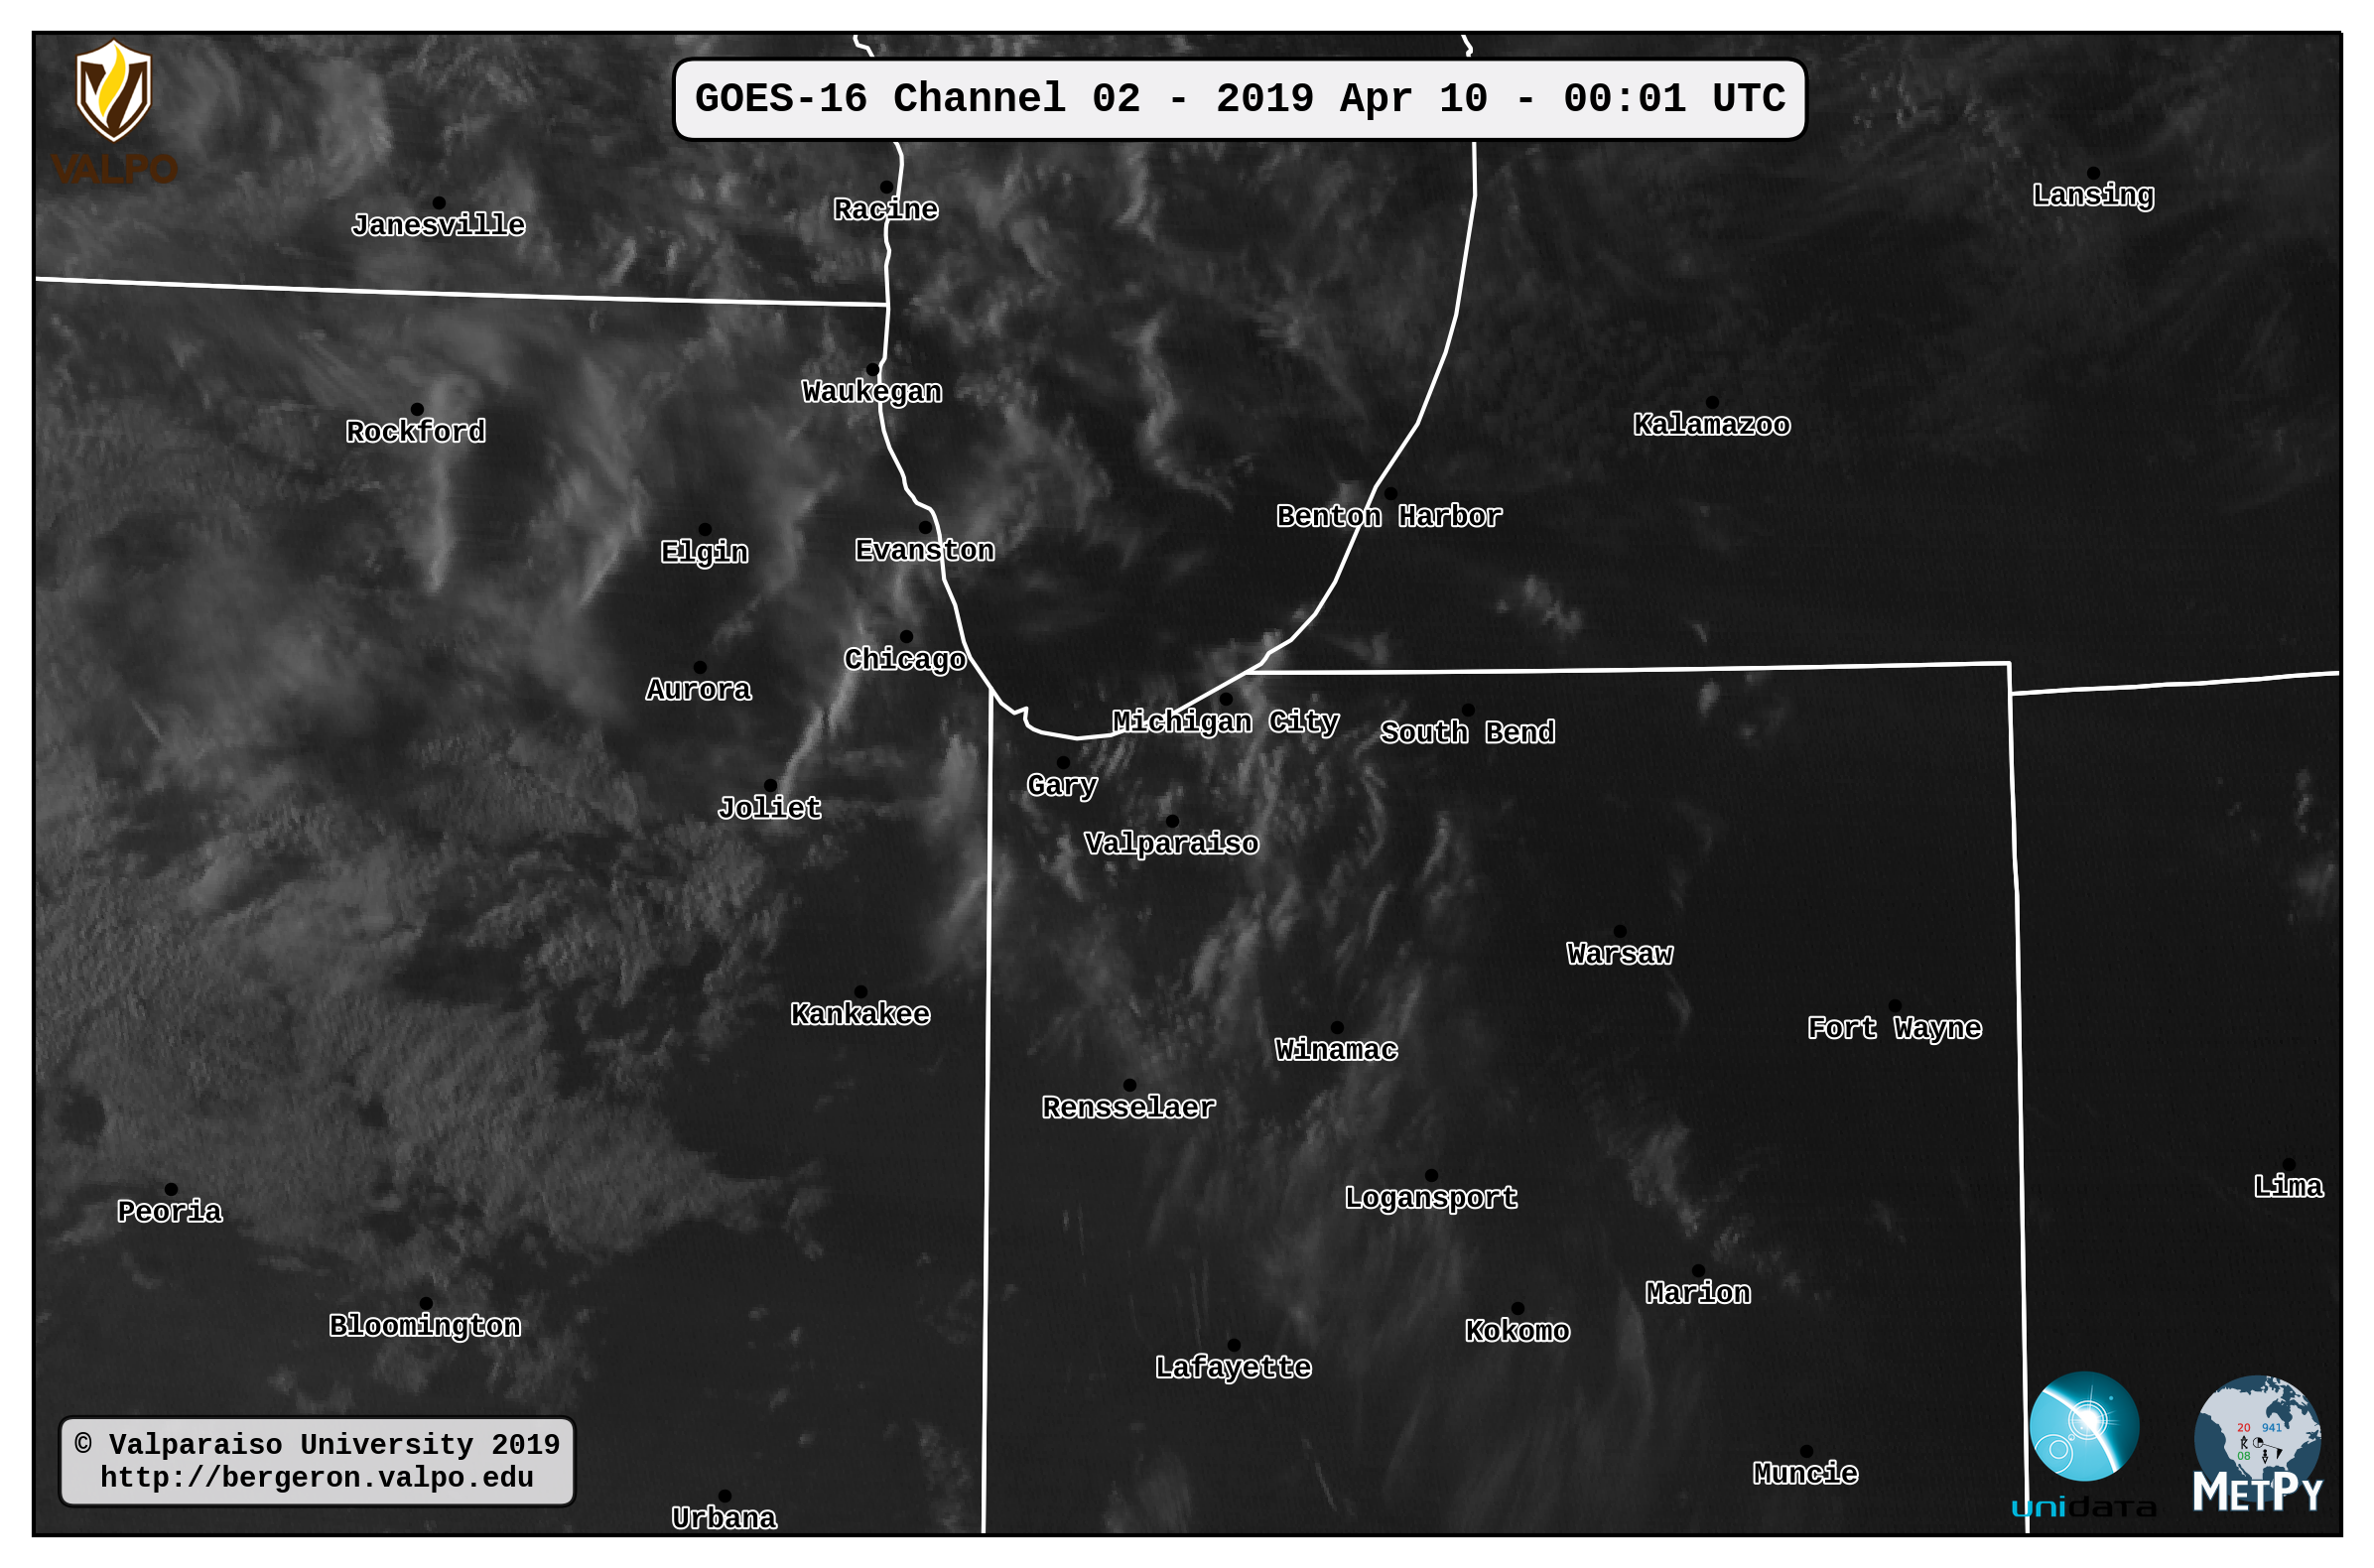 GOES-16 Channel 02 - 2019 Apr 10 - 00:01 UTC
VALPO
Lansing
Racine
Janesville
Waukegan
Kalamazoo
Rockford
Benton Harbor
Evanston
Elgin
Chicago
Aurora
Michigan City
South Bend
Gary
Joliet
Valparaiso
Warsaw
Kankakee
Fort Wayne
Winamac
Rensselaer
Lima
Logansport
Peoria
Marion
Bloomington
Kokomo
Lafayette
20 941
08
© Valparaiso University 2019
http://bergeron.valpo.edu
Muncie
METPY
unidata
Urbana